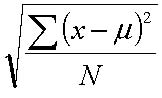 √(∑(x − μ)² / N)